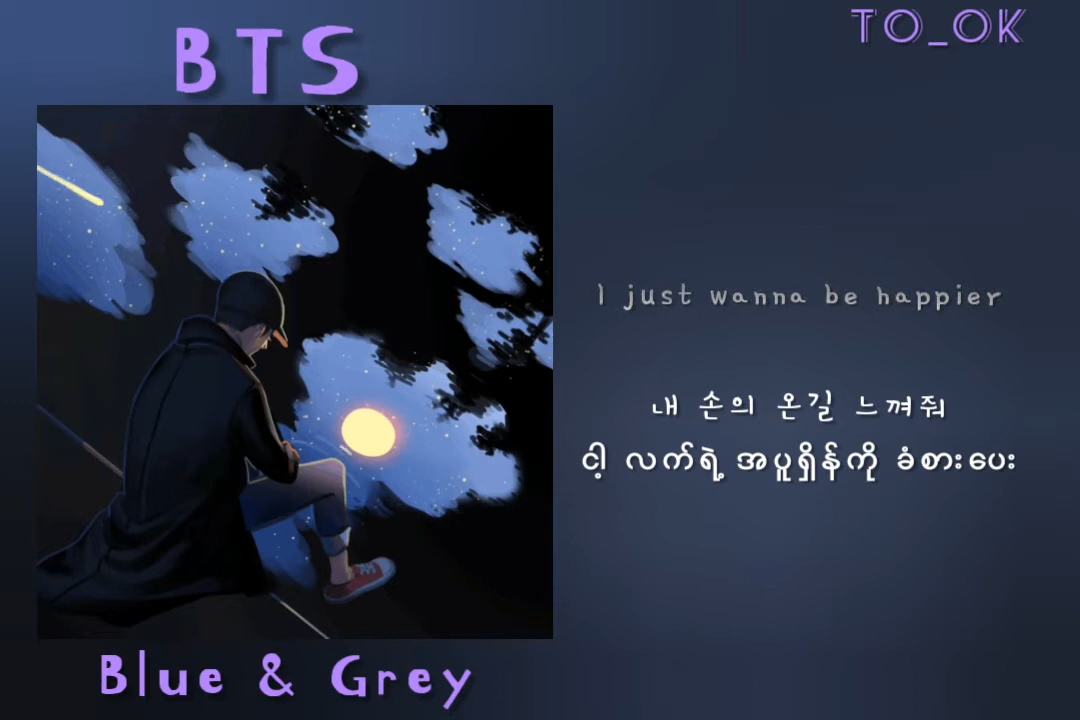 BTS
TO_OK
I just wanna be happier
내 손의 온길 느껴줘
ငါ့ လက်ရဲ့ အပူရှိန်ကို ခံစားပေး
Blue & Grey